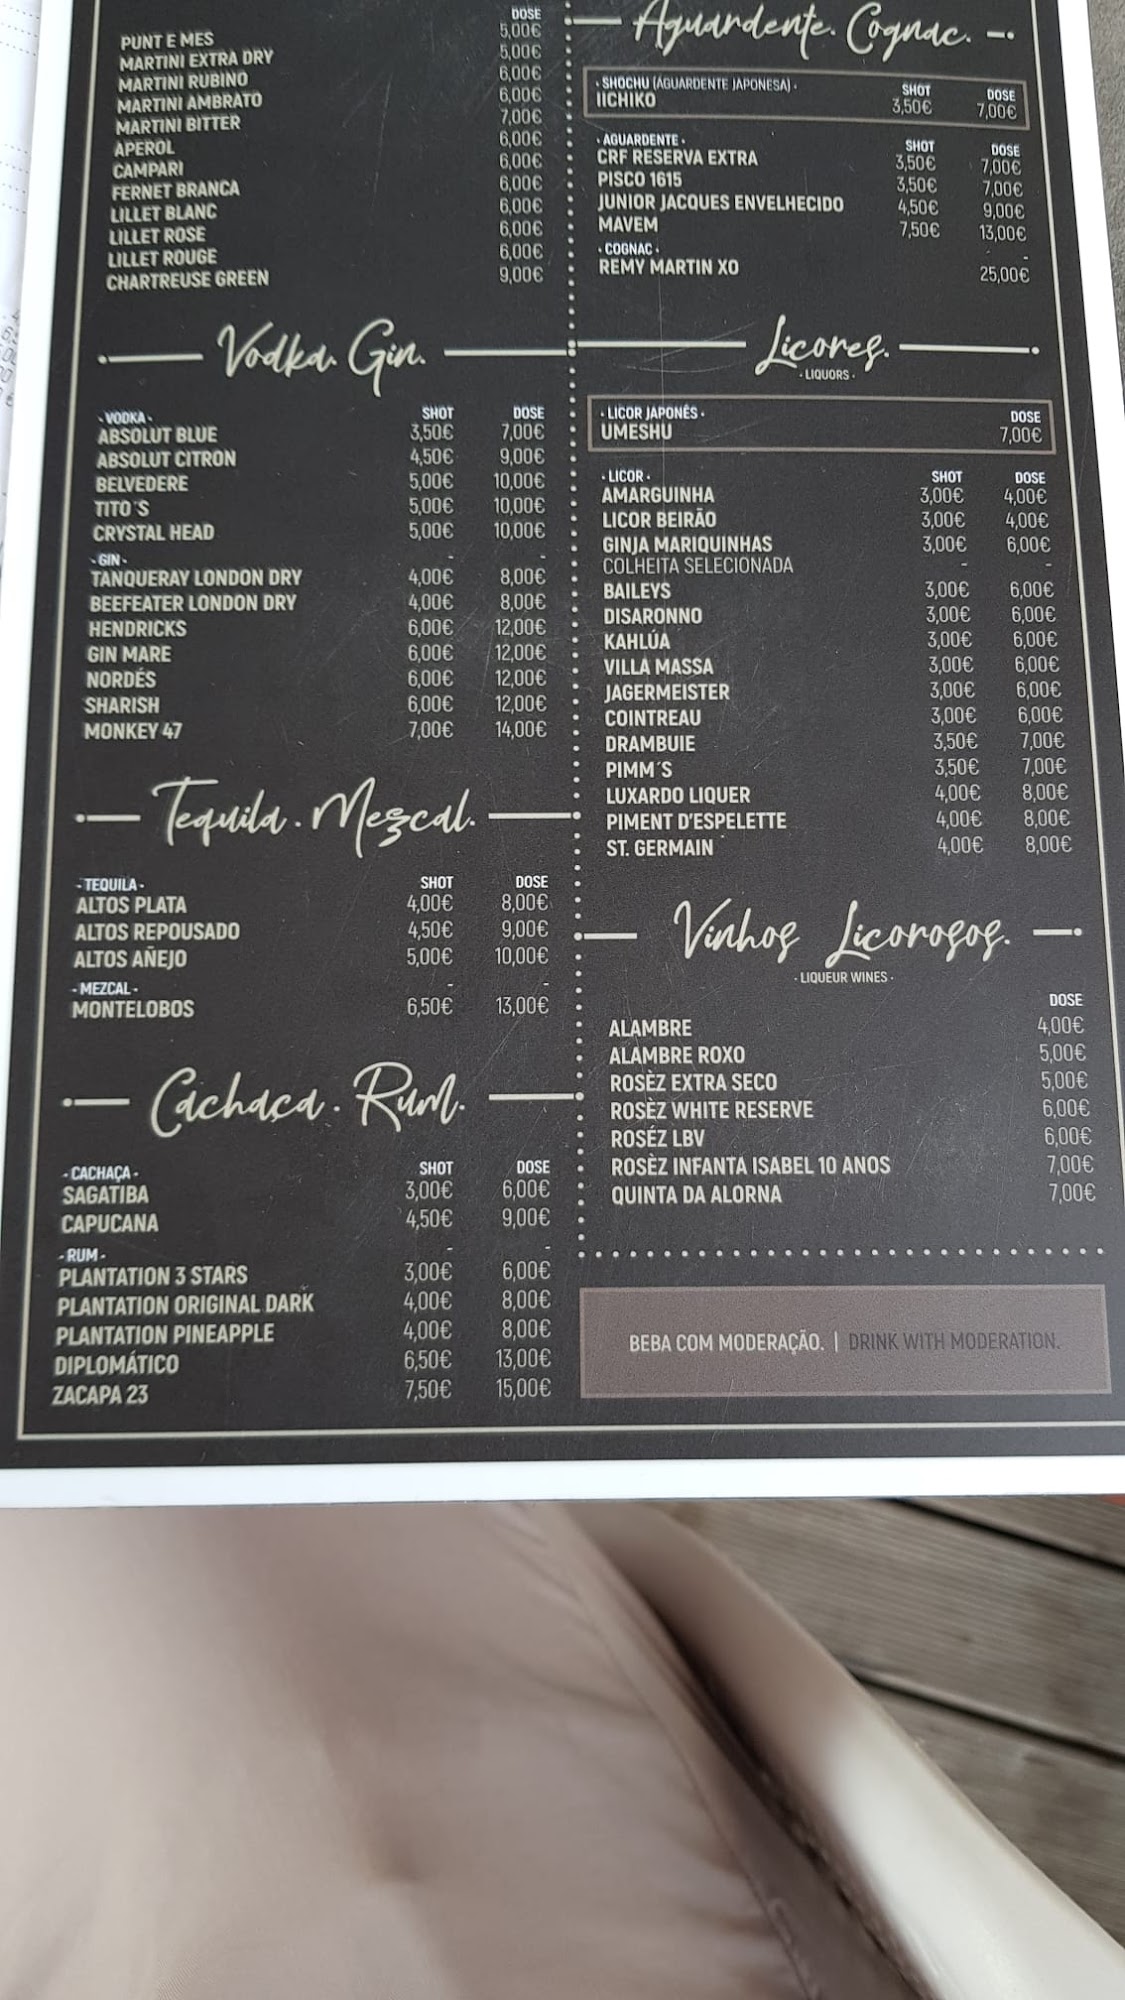 DOSE
PUNT E MES 5,00€
MARTINI EXTRA DRY 5,00€
MARTINI RUBINO 6,00€
MARTINI AMBRATO 6,00€
MARTINI BITTER 7,00€
APEROL 6,00€
CAMPARI 6,00€
FERNET BRANCA 6,00€
LILLET BLANC 6,00€
LILLET ROSE 6,00€
LILLET ROUGE 6,00€
CHARTREUSE GREEN 9,00€
Vodka. Gin.
• VODKA • SHOT DOSE
ABSOLUT BLUE 3,50€ 7,00€
ABSOLUT CITRON 4,50€ 9,00€
BELVEDERE 5,00€ 10,00€
TITO´S 5,00€ 10,00€
CRYSTAL HEAD 5,00€ 10,00€
• GIN • - -
TANQUERAY LONDON DRY 4,00€ 8,00€
BEEFEATER LONDON DRY 4,00€ 8,00€
HENDRICKS 6,00€ 12,00€
GIN MARE 6,00€ 12,00€
NORDÉS 6,00€ 12,00€
SHARISH 6,00€ 12,00€
MONKEY 47 7,00€ 14,00€
Tequila. Mezcal.
• TEQUILA • SHOT DOSE
ALTOS PLATA 4,00€ 8,00€
ALTOS REPOUSADO 4,50€ 9,00€
ALTOS AÑEJO 5,00€ 10,00€
• MEZCAL • - -
MONTELOBOS 6,50€ 13,00€
Cachaça. Rum.
• CACHAÇA • SHOT DOSE
SAGATIBA 3,00€ 6,00€
CAPUCANA 4,50€ 9,00€
• RUM • - -
PLANTATION 3 STARS 3,00€ 6,00€
PLANTATION ORIGINAL DARK 4,00€ 8,00€
PLANTATION PINEAPPLE 4,00€ 8,00€
DIPLOMÁTICO 6,50€ 13,00€
ZACAPA 23 7,50€ 15,00€
Aguardente. Cognac.
• SHOCHU (AGUARDENTE JAPONESA) • SHOT DOSE
IICHIKO 3,50€ 7,00€
• AGUARDENTE • SHOT DOSE
CRF RESERVA EXTRA 3,50€ 7,00€
PISCO 1615 3,50€ 7,00€
JUNIOR JACQUES ENVELHECIDO 4,50€ 9,00€
MAVEM 7,50€ 13,00€
• COGNAC • - -
REMY MARTIN XO 25,00€
Licores.
• LIQUORS •
• LICOR JAPONÊS • DOSE
UMESHU 7,00€
• LICOR • SHOT DOSE
AMARGUINHA 3,00€ 4,00€
LICOR BEIRÃO 3,00€ 4,00€
GINJA MARIQUINHAS 3,00€ 6,00€
COLHEITA SELECIONADA - -
BAILEYS 3,00€ 6,00€
DISARONNO 3,00€ 6,00€
KAHLÚA 3,00€ 6,00€
VILLA MASSA 3,00€ 6,00€
JAGERMEISTER 3,00€ 6,00€
COINTREAU 3,00€ 6,00€
DRAMBUIE 3,50€ 7,00€
PIMM´S 3,50€ 7,00€
LUXARDO LIQUER 4,00€ 8,00€
PIMENT D'ESPELETTE 4,00€ 8,00€
ST. GERMAIN 4,00€ 8,00€
Vinhos Licorosos.
• LIQUEUR WINES •
DOSE
ALAMBRE 4,00€
ALAMBRE ROXO 5,00€
ROSÈZ EXTRA SECO 5,00€
ROSÈZ WHITE RESERVE 6,00€
ROSÉZ LBV 6,00€
ROSÈZ INFANTA ISABEL 10 ANOS 7,00€
QUINTA DA ALORNA 7,00€
BEBA COM MODERAÇÃO. | DRINK WITH MODERATION.